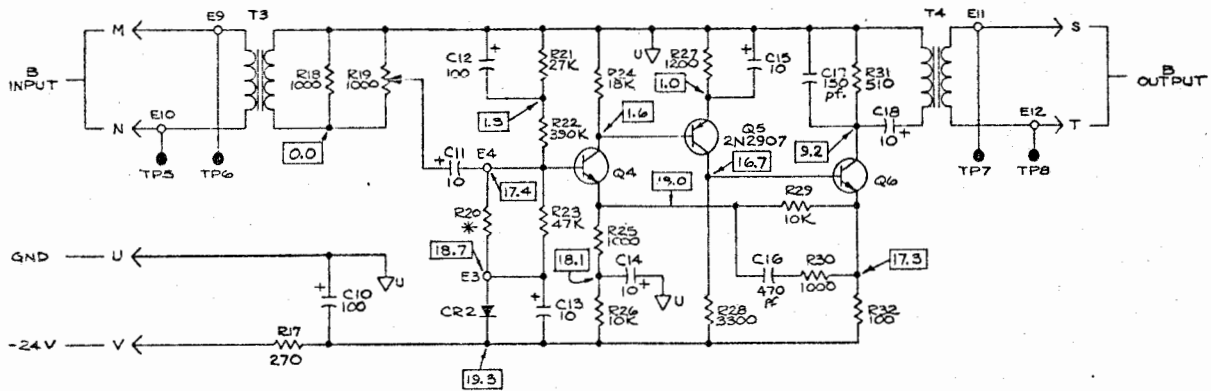 M
E9
T3
B
INPUT
N
E10
TP5
TP6
R18
1000
R19
1000
0.0
C12
100
+
R21
27K
1.3
R22
390K
C11
10
+
E4
17.4
R20
*
R23
47K
18.7
E3
CR2
C13
10
+
19.3
R24
18K
1.6
Q4
U
R27
1200
1.0
C15
10
+
Q5
2N2907
16.7
18.0
R25
1000
18.1
C14
10
+
U
R26
10K
R28
3300
C17
150
pf.
R31
510
C18
10
+
9.2
Q6
R29
10K
C16
470
pf
R30
1000
17.3
R32
100
T4
E11
S
B
OUTPUT
E12
T
TP7
TP8
GND
U
U
C10
100
+
-24V
V
R17
270